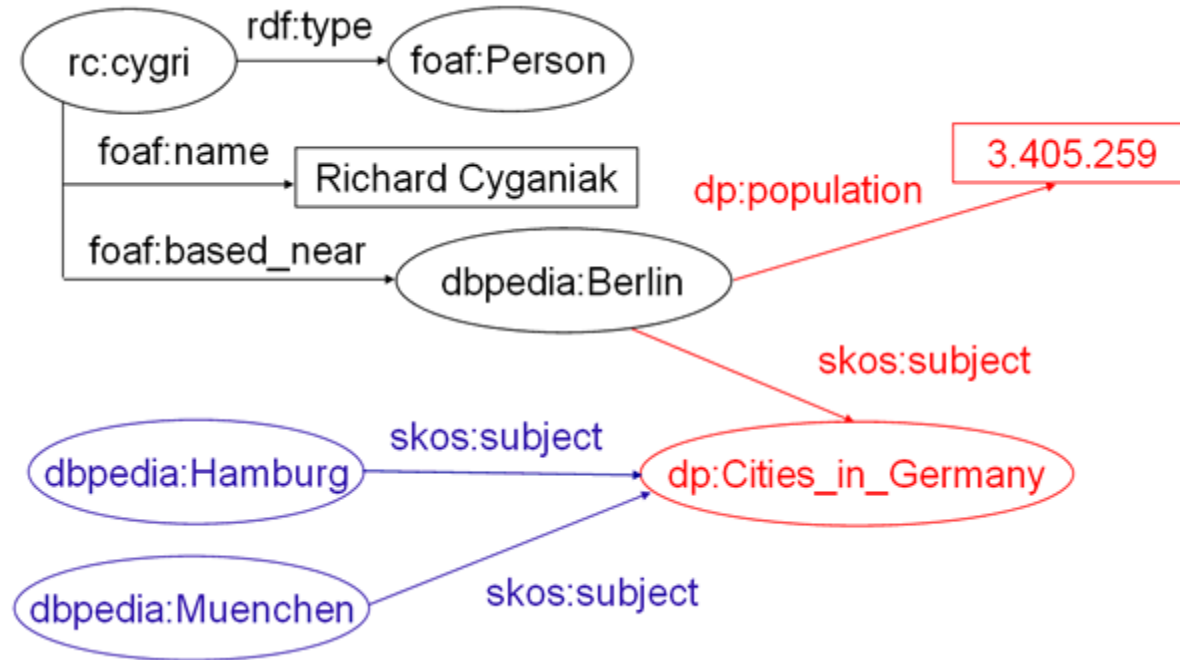 rdf:type
rc:cygri
foaf:Person
foaf:name
Richard Cyganiak
3.405.259
dp:population
foaf:based_near
dbpedia:Berlin
skos:subject
skos:subject
dbpedia:Hamburg
dp:Cities_in_Germany
skos:subject
dbpedia:Muenchen